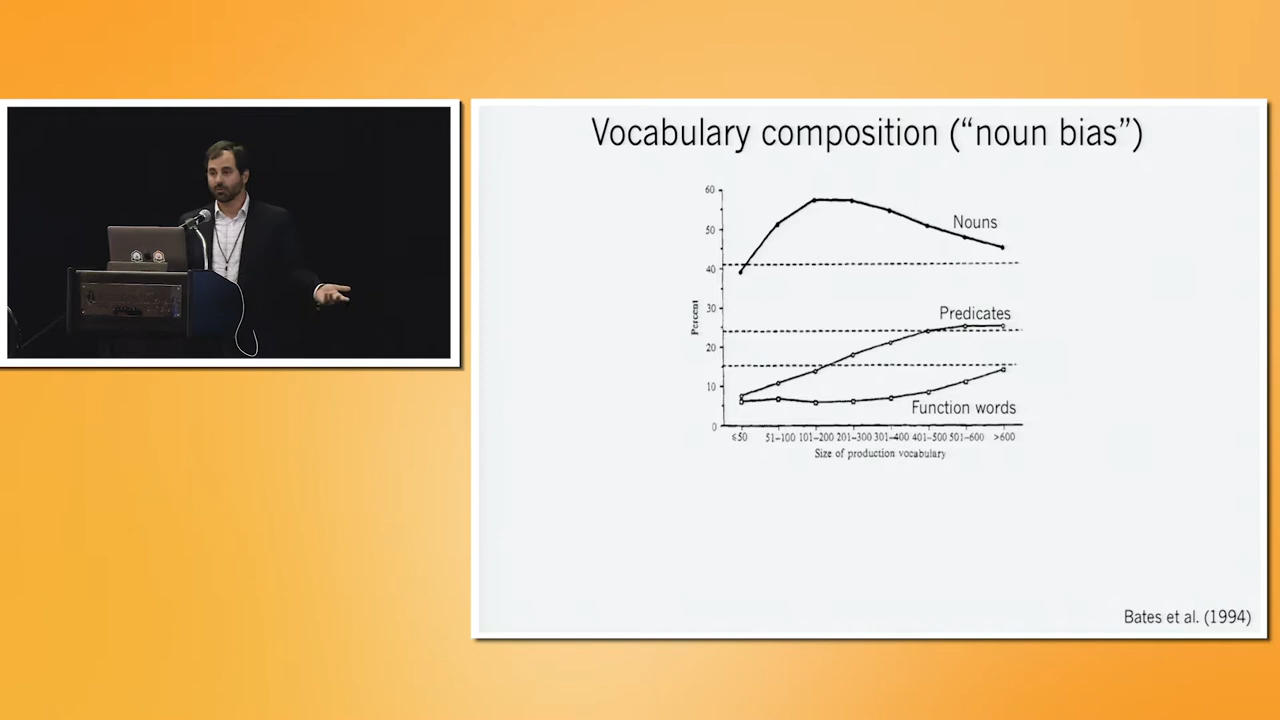 Vocabulary composition (“noun bias”)
60
50
40
30
20
10
0
Percent
Nouns
Predicates
Function words
≤50 51–100 101–200 201–300 301–400 401–500 501–600 >600
Size of production vocabulary
Bates et al. (1994)